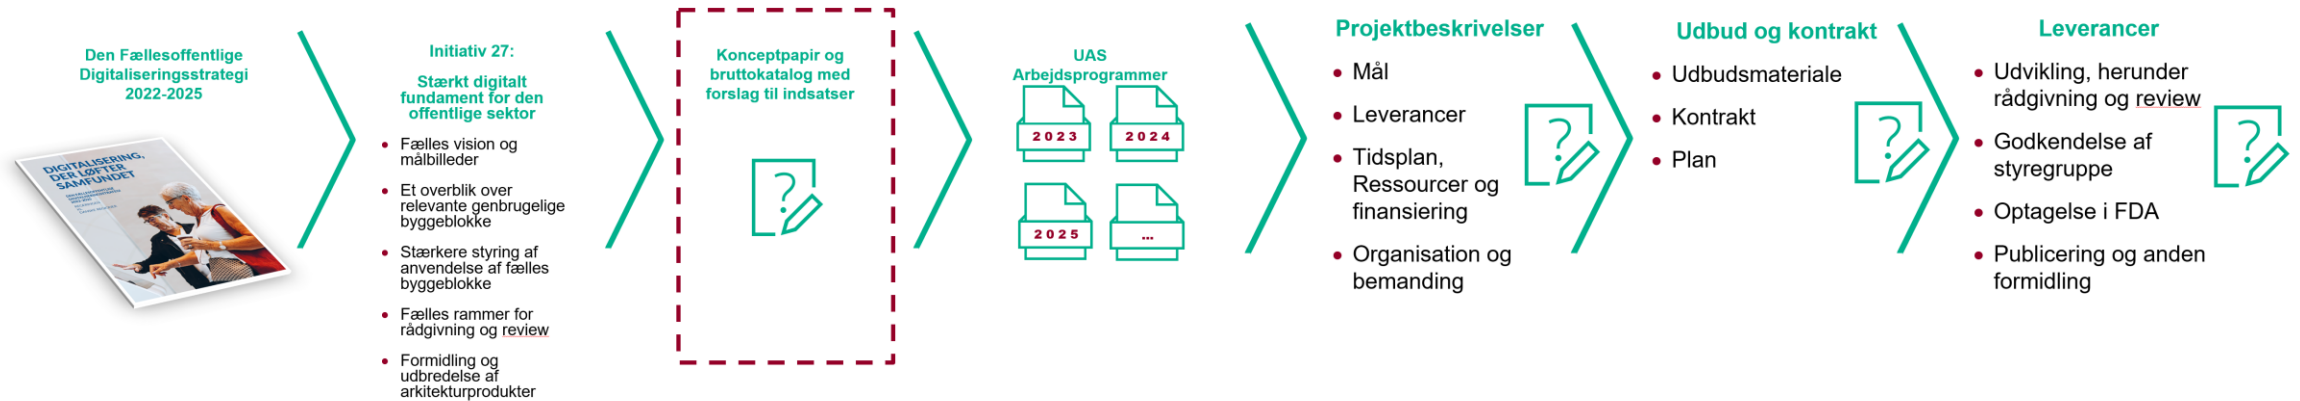 Den Fællesoffentlige
Digitaliseringsstrategi
2022-2025
DIGITALISERING,
DER LØFTER
SAMFUNDET
Initiativ 27:
Stærkt digitalt
fundament for den
offentlige sektor
• Fælles vision og
målbilleder
• Et overblik over
relevante genbrugelige
byggeblokke
• Stærkere styring af
anvendelse af fælles
byggeblokke
• Fælles rammer for
rådgivning og review
• Formidling og
udbredelse af
arkitekturprodukter
Konceptpapir og
bruttokatalog med
forslag til indsatser
?
UAS
Arbejdsprogrammer
2023
2024
2025
...
Projektbeskrivelser
• Mål
• Leverancer
• Tidsplan,
Ressourcer og
finansiering
• Organisation og
bemanding
?
Udbud og kontrakt
• Udbudsmateriale
• Kontrakt
• Plan
?
Leverancer
• Udvikling, herunder
rådgivning og review
• Godkendelse af
styregruppe
• Optagelse i FDA
• Publicering og anden
formidling
?